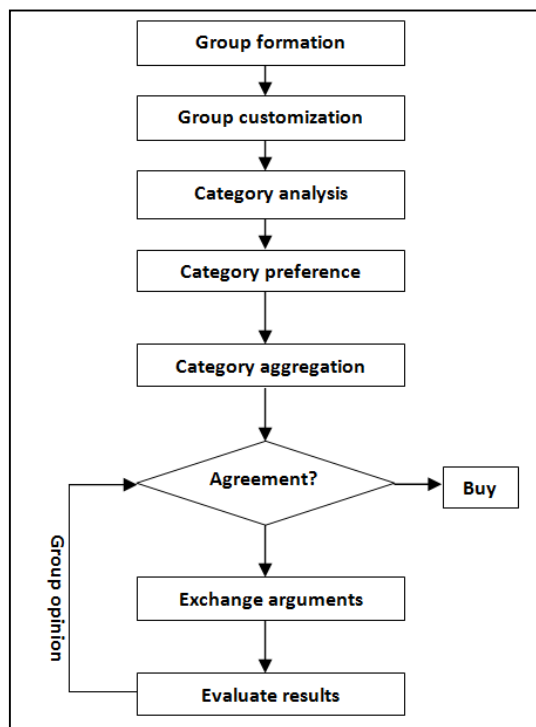 Group formation
Group customization
Category analysis
Category preference
Category aggregation
Agreement?
Buy
Group opinion
Exchange arguments
Evaluate results